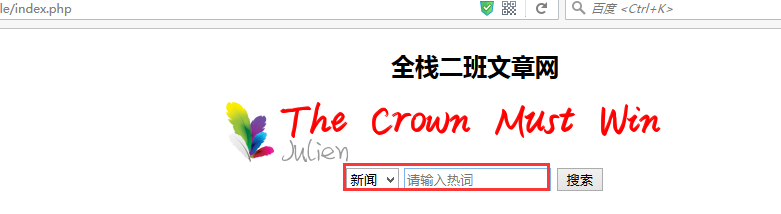 le/index.php
百度 <Ctrl+K>
全栈二班文章网
The Crown Must Win
Julien
新闻 请输入热词 搜索